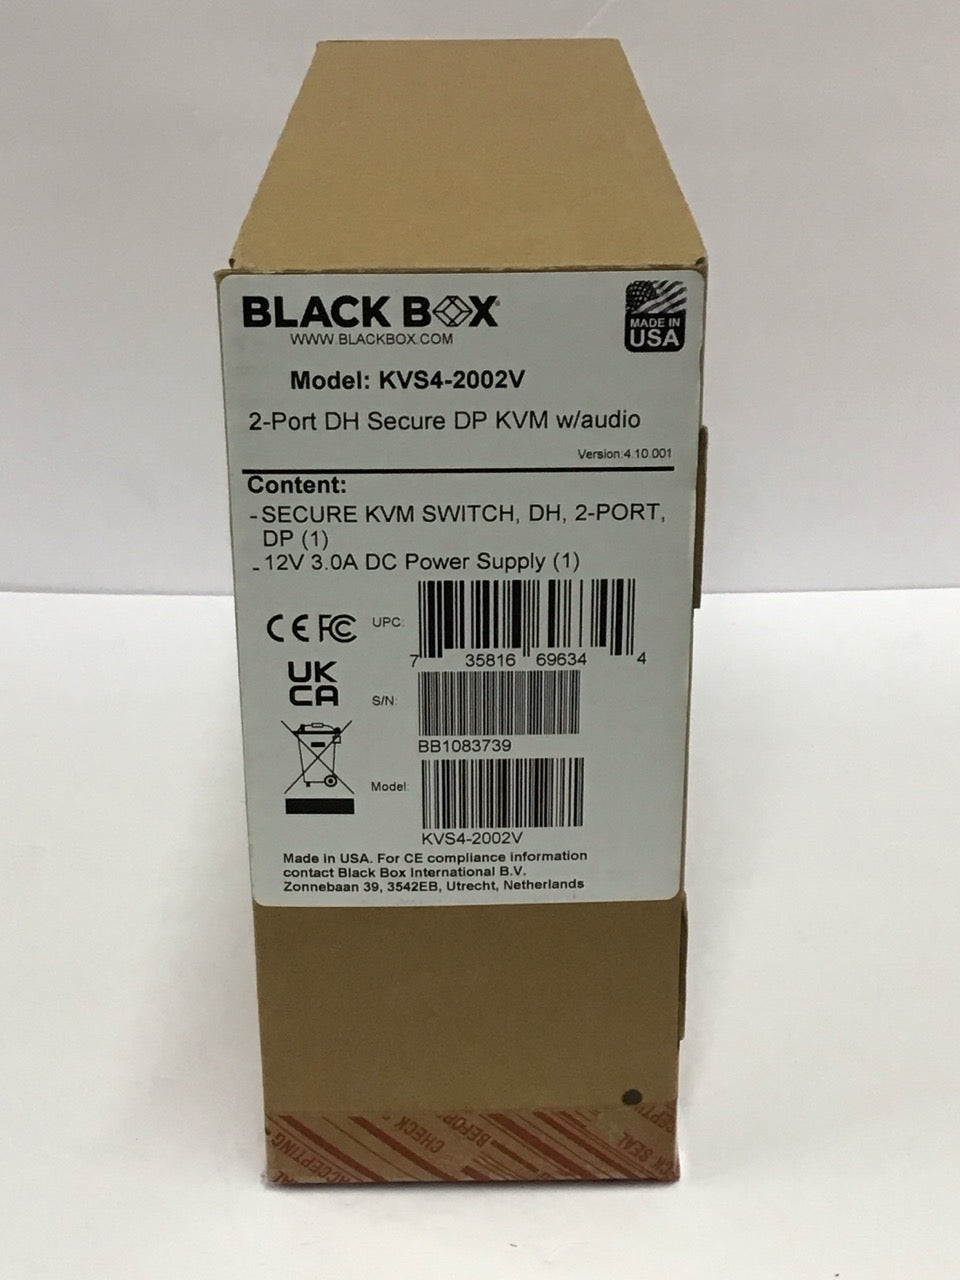 BLACK BOX
WWW.BLACKBOX.COM
MADE IN
USA
Model: KVS4-2002V
2-Port DH Secure DP KVM w/audio
Version:4.10.001
Content:
-SECURE KVM SWITCH, DH, 2-PORT,
DP (1)
-12V 3.0A DC Power Supply (1)
CE FC
UPC:
7 35816 69634 4
UK
CA
S/N:
BB1083739
Model:
KVS4-2002V
Made in USA. For CE compliance information
contact Black Box International B.V.
Zonnebaan 39, 3542EB, Utrecht, Netherlands
CHECK
SEAL
ACCEPTING